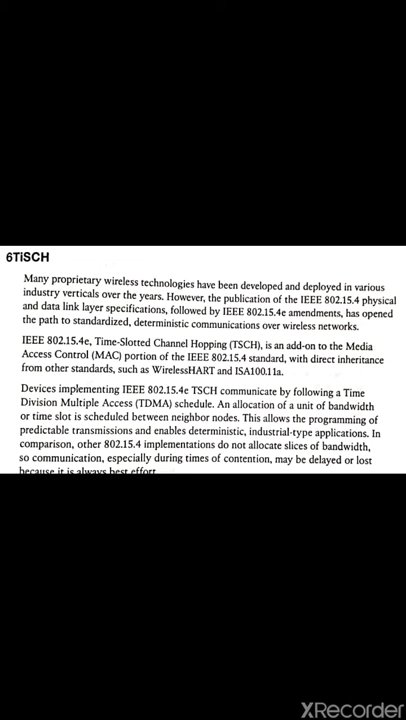 6TiSCH
Many proprietary wireless technologies have been developed and deployed in various
industry verticals over the years. However, the publication of the IEEE 802.15.4 physical
and data link layer specifications, followed by IEEE 802.15.4e amendments, has opened
the path to standardized, deterministic communications over wireless networks.
IEEE 802.15.4e, Time-Slotted Channel Hopping (TSCH), is an add-on to the Media
Access Control (MAC) portion of the IEEE 802.15.4 standard, with direct inheritance
from other standards, such as WirelessHART and ISA100.11a.
Devices implementing IEEE 802.15.4e TSCH communicate by following a Time
Division Multiple Access (TDMA) schedule. An allocation of a unit of bandwidth
or time slot is scheduled between neighbor nodes. This allows the programming of
predictable transmissions and enables deterministic, industrial-type applications. In
comparison, other 802.15.4 implementations do not allocate slices of bandwidth,
so communication, especially during times of contention, may be delayed or lost
because it is always best effort.
XRecorder